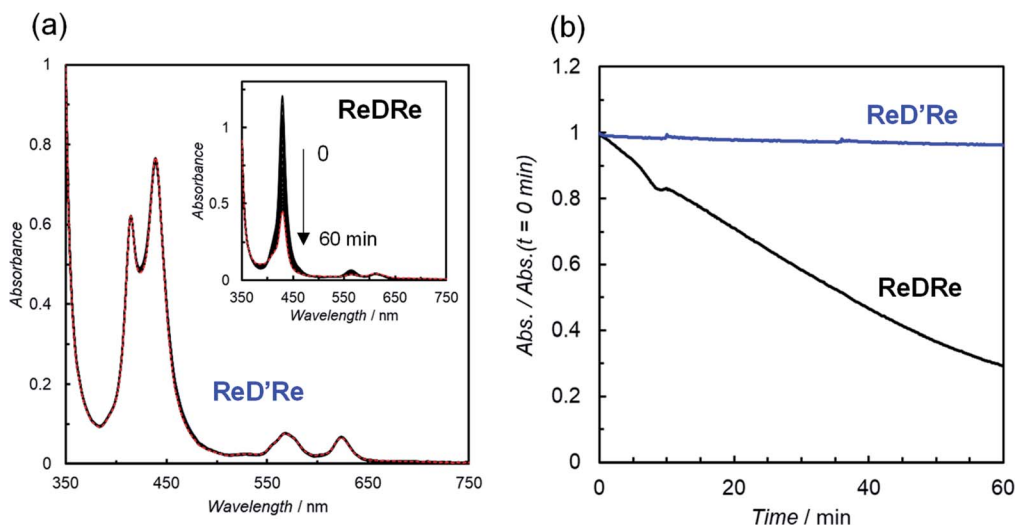 (a)
1
0.8
0.6
0.4
0.2
0
Absorbance
350
450
550
650
750
Wavelength / nm
ReD’Re
ReDRe
0
60 min
1
0.5
0
Absorbance
350
450
550
650
750
Wavelength / nm
(b)
1.2
1
0.8
0.6
0.4
0.2
0
Abs. / Abs.(t = 0 min)
ReD’Re
ReDRe
0
20
40
60
Time / min